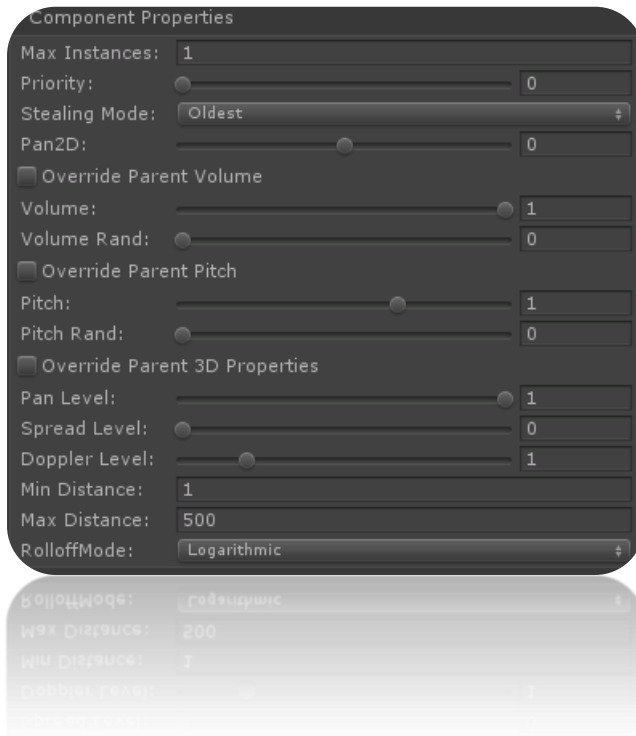 Component Properties
Max Instances: 1
Priority: 0
Stealing Mode: Oldest
Pan2D: 0
Override Parent Volume
Volume: 1
Volume Rand: 0
Override Parent Pitch
Pitch: 1
Pitch Rand: 0
Override Parent 3D Properties
Pan Level: 1
Spread Level: 0
Doppler Level: 1
Min Distance: 1
Max Distance: 500
RolloffMode: Logarithmic